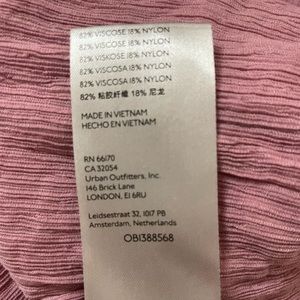 82% VISCOSE 18% NYLON
82% VISCOSE 18% NYLON
82% VISKOSE 18% NYLON
82% VISCOSA 18% NYLON
82% VISCOSA 18% NYLON
82% 粘胶纤维 18% 尼龙
MADE IN VIETNAM
HECHO EN VIETNAM
RN 66170
CA 32054
Urban Outfitters, Inc.
146 Brick Lane
LONDON, E1 6RU
Leidsestraat 32, 1017 PB
Amsterdam, Netherlands
OB1388568